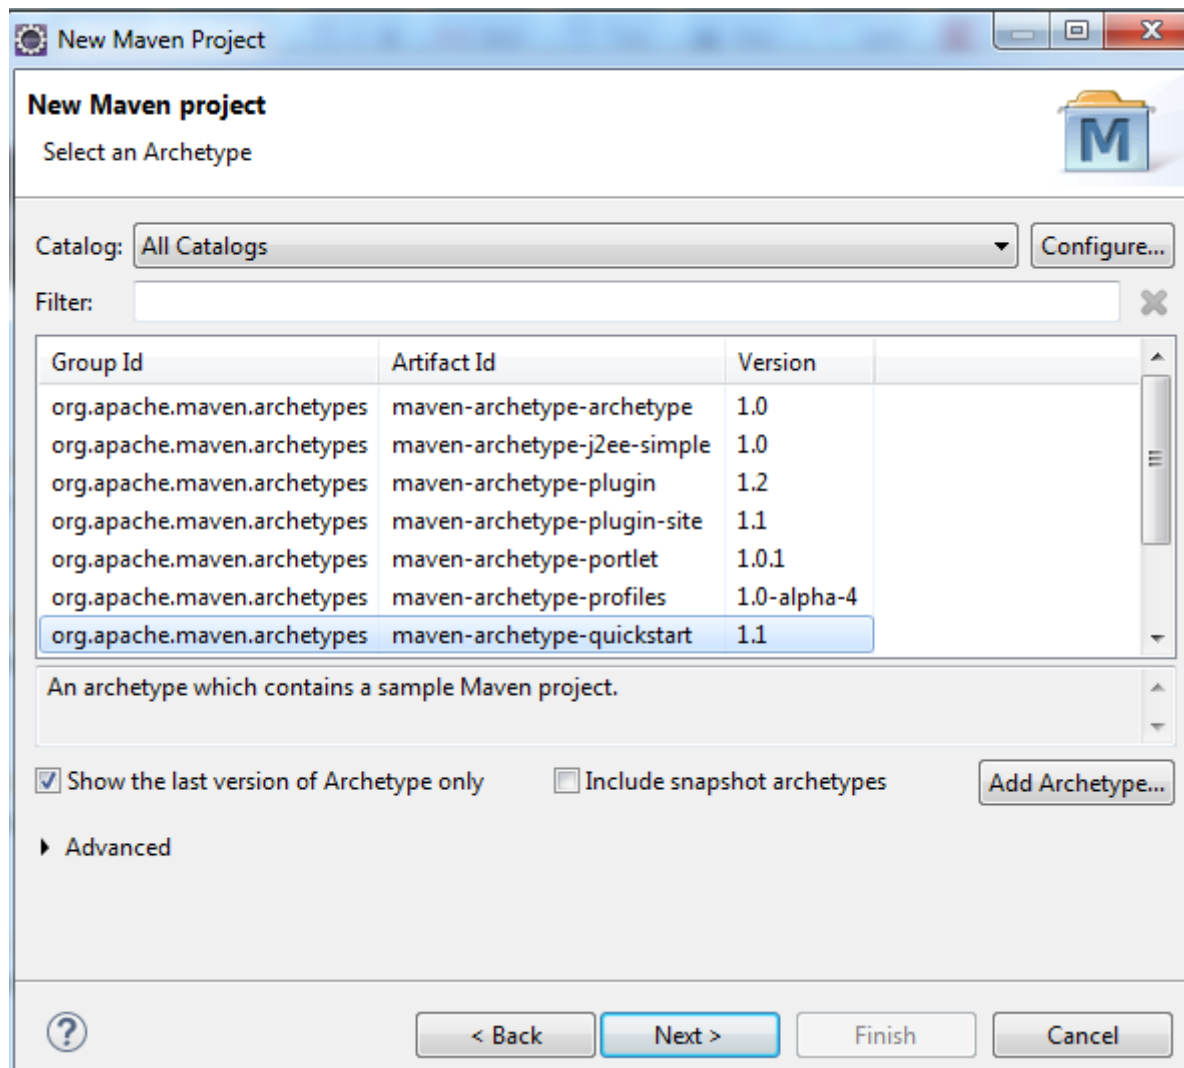 New Maven Project
New Maven project
Select an Archetype
M
Catalog: All Catalogs Configure...
Filter:
Group Id Artifact Id Version
org.apache.maven.archetypes maven-archetype-archetype 1.0
org.apache.maven.archetypes maven-archetype-j2ee-simple 1.0
org.apache.maven.archetypes maven-archetype-plugin 1.2
org.apache.maven.archetypes maven-archetype-plugin-site 1.1
org.apache.maven.archetypes maven-archetype-portlet 1.0.1
org.apache.maven.archetypes maven-archetype-profiles 1.0-alpha-4
org.apache.maven.archetypes maven-archetype-quickstart 1.1
An archetype which contains a sample Maven project.
Show the last version of Archetype only Include snapshot archetypes Add Archetype...
Advanced
? < Back Next > Finish Cancel